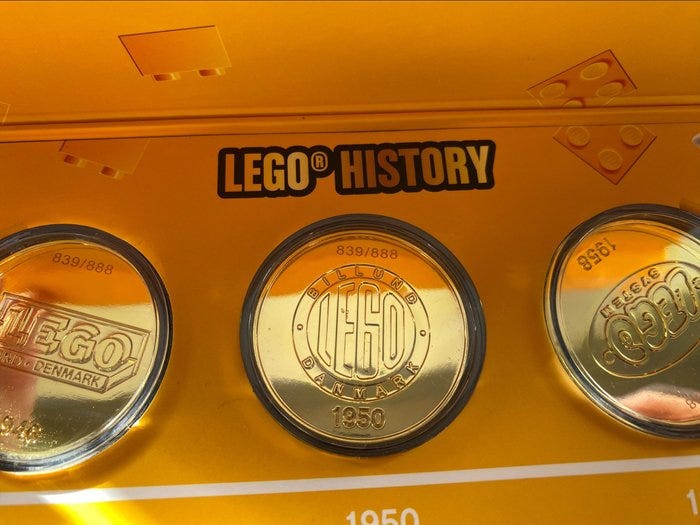 LEGO® HISTORY
839/888
LEGO
DENMARK
839/888
BILLUND
LEGO
DANMARK
1950
1958
LEGO
SYSTEM
1950